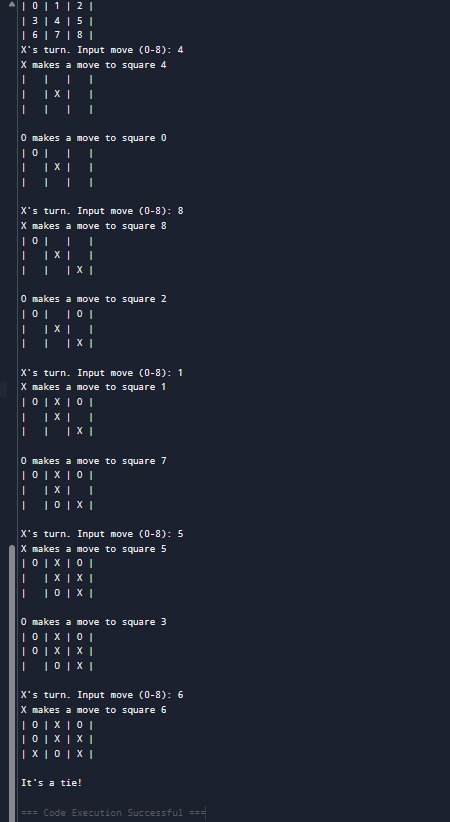 | 0 | 1 | 2 |
| 3 | 4 | 5 |
| 6 | 7 | 8 |
X's turn. Input move (0-8): 4
X makes a move to square 4
|   |   |   |
|   | X |   |
|   |   |   |
O makes a move to square 0
| O |   |   |
|   | X |   |
|   |   |   |
X's turn. Input move (0-8): 8
X makes a move to square 8
| O |   |   |
|   | X |   |
|   |   | X |
O makes a move to square 2
| O |   | O |
|   | X |   |
|   |   | X |
X's turn. Input move (0-8): 1
X makes a move to square 1
| O | X | O |
|   | X |   |
|   |   | X |
O makes a move to square 7
| O | X | O |
|   | X |   |
|   | O | X |
X's turn. Input move (0-8): 5
X makes a move to square 5
| O | X | O |
|   | X | X |
|   | O | X |
O makes a move to square 3
| O | X | O |
| O | X | X |
|   | O | X |
X's turn. Input move (0-8): 6
X makes a move to square 6
| O | X | O |
| O | X | X |
| X | O | X |
It's a tie!
=== Code Execution Successful ===